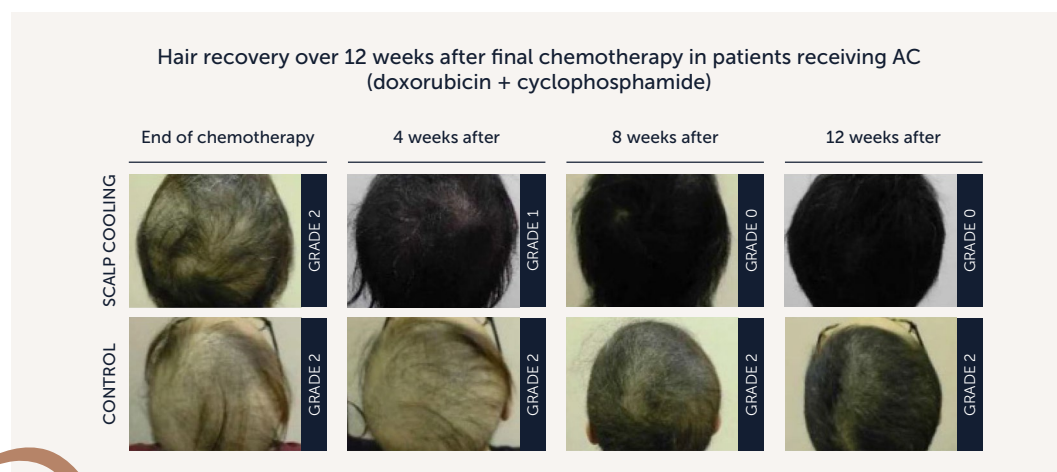 Hair recovery over 12 weeks after final chemotherapy in patients receiving AC
(doxorubicin + cyclophosphamide)
End of chemotherapy
4 weeks after
8 weeks after
12 weeks after
SCALP COOLING
GRADE 2
GRADE 1
GRADE 0
GRADE 0
CONTROL
GRADE 2
GRADE 2
GRADE 2
GRADE 2